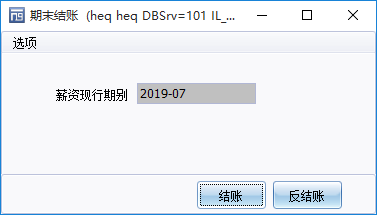 期末结账 (heq heq DBSrv=101 IL_...
选项
薪资现行期别 2019-07
结账 反结账